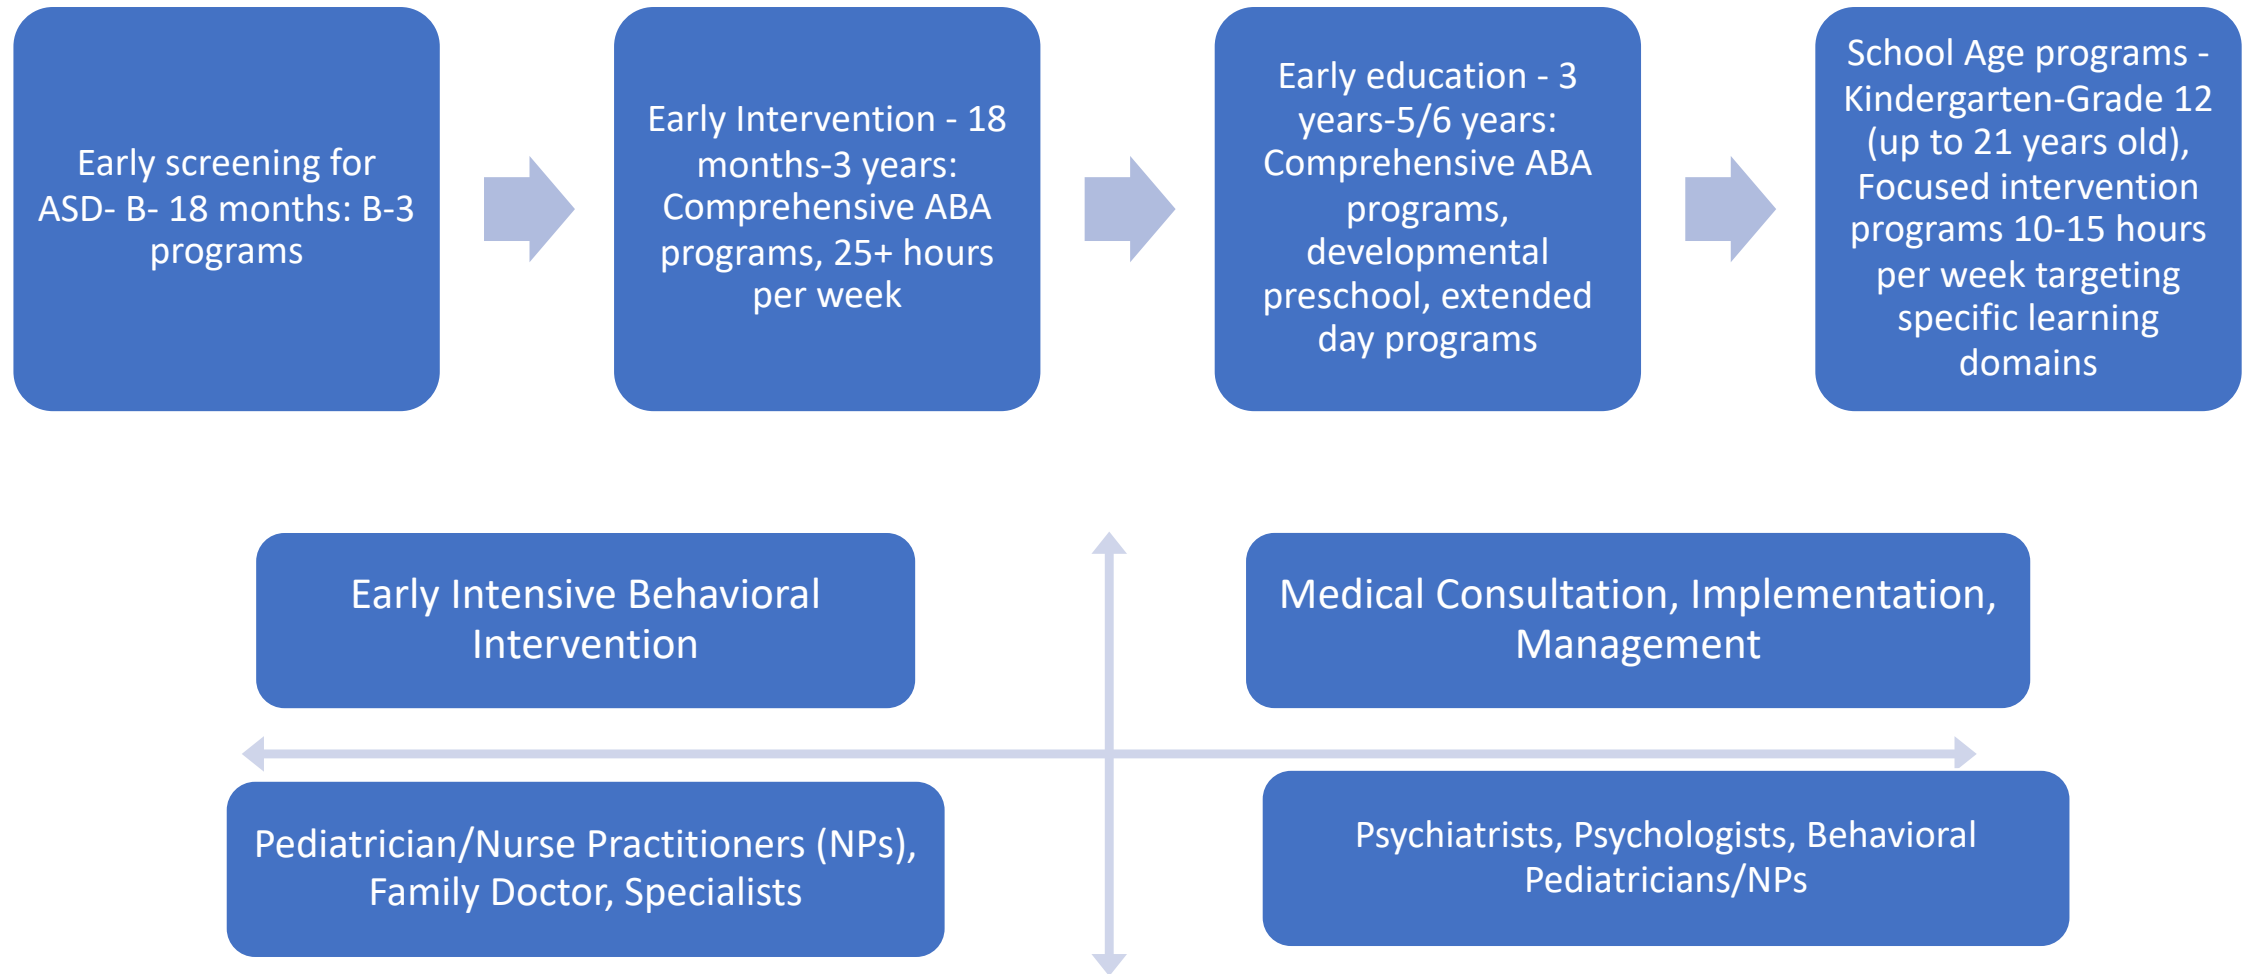 Early screening for
ASD- B- 18 months: B-3
programs
Early Intervention - 18
months-3 years:
Comprehensive ABA
programs, 25+ hours
per week
Early education - 3
years-5/6 years:
Comprehensive ABA
programs,
developmental
preschool, extended
day programs
School Age programs -
Kindergarten-Grade 12
(up to 21 years old),
Focused intervention
programs 10-15 hours
per week targeting
specific learning
domains
Early Intensive Behavioral
Intervention
Medical Consultation, Implementation,
Management
Pediatrician/Nurse Practitioners (NPs),
Family Doctor, Specialists
Psychiatrists, Psychologists, Behavioral
Pediatricians/NPs